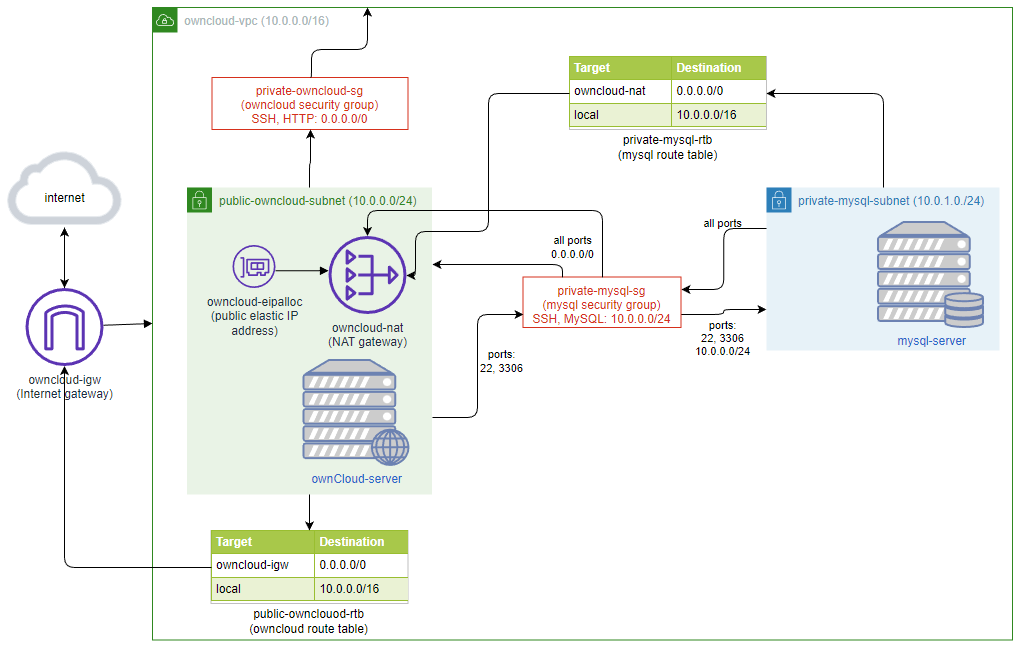 owncloud-vpc (10.0.0.0/16)
private-owncloud-sg
(owncloud security group)
SSH, HTTP: 0.0.0.0/0
Target Destination
owncloud-nat 0.0.0.0/0
local 10.0.0.0/16
private-mysql-rtb
(mysql route table)
internet
public-owncloud-subnet (10.0.0.0/24)
private-mysql-subnet (10.0.1.0./24)
all ports
all ports
0.0.0.0/0
owncloud-eipalloc
(public elastic IP
address)
private-mysql-sg
(mysql security group)
SSH, MySQL: 10.0.0.0/24
owncloud-nat
(NAT gateway)
ports:
22, 3306
10.0.0.0/24
mysql-server
ports:
22, 3306
owncloud-igw
(Internet gateway)
ownCloud-server
Target Destination
owncloud-igw 0.0.0.0/0
local 10.0.0.0/16
public-ownclouod-rtb
(owncloud route table)